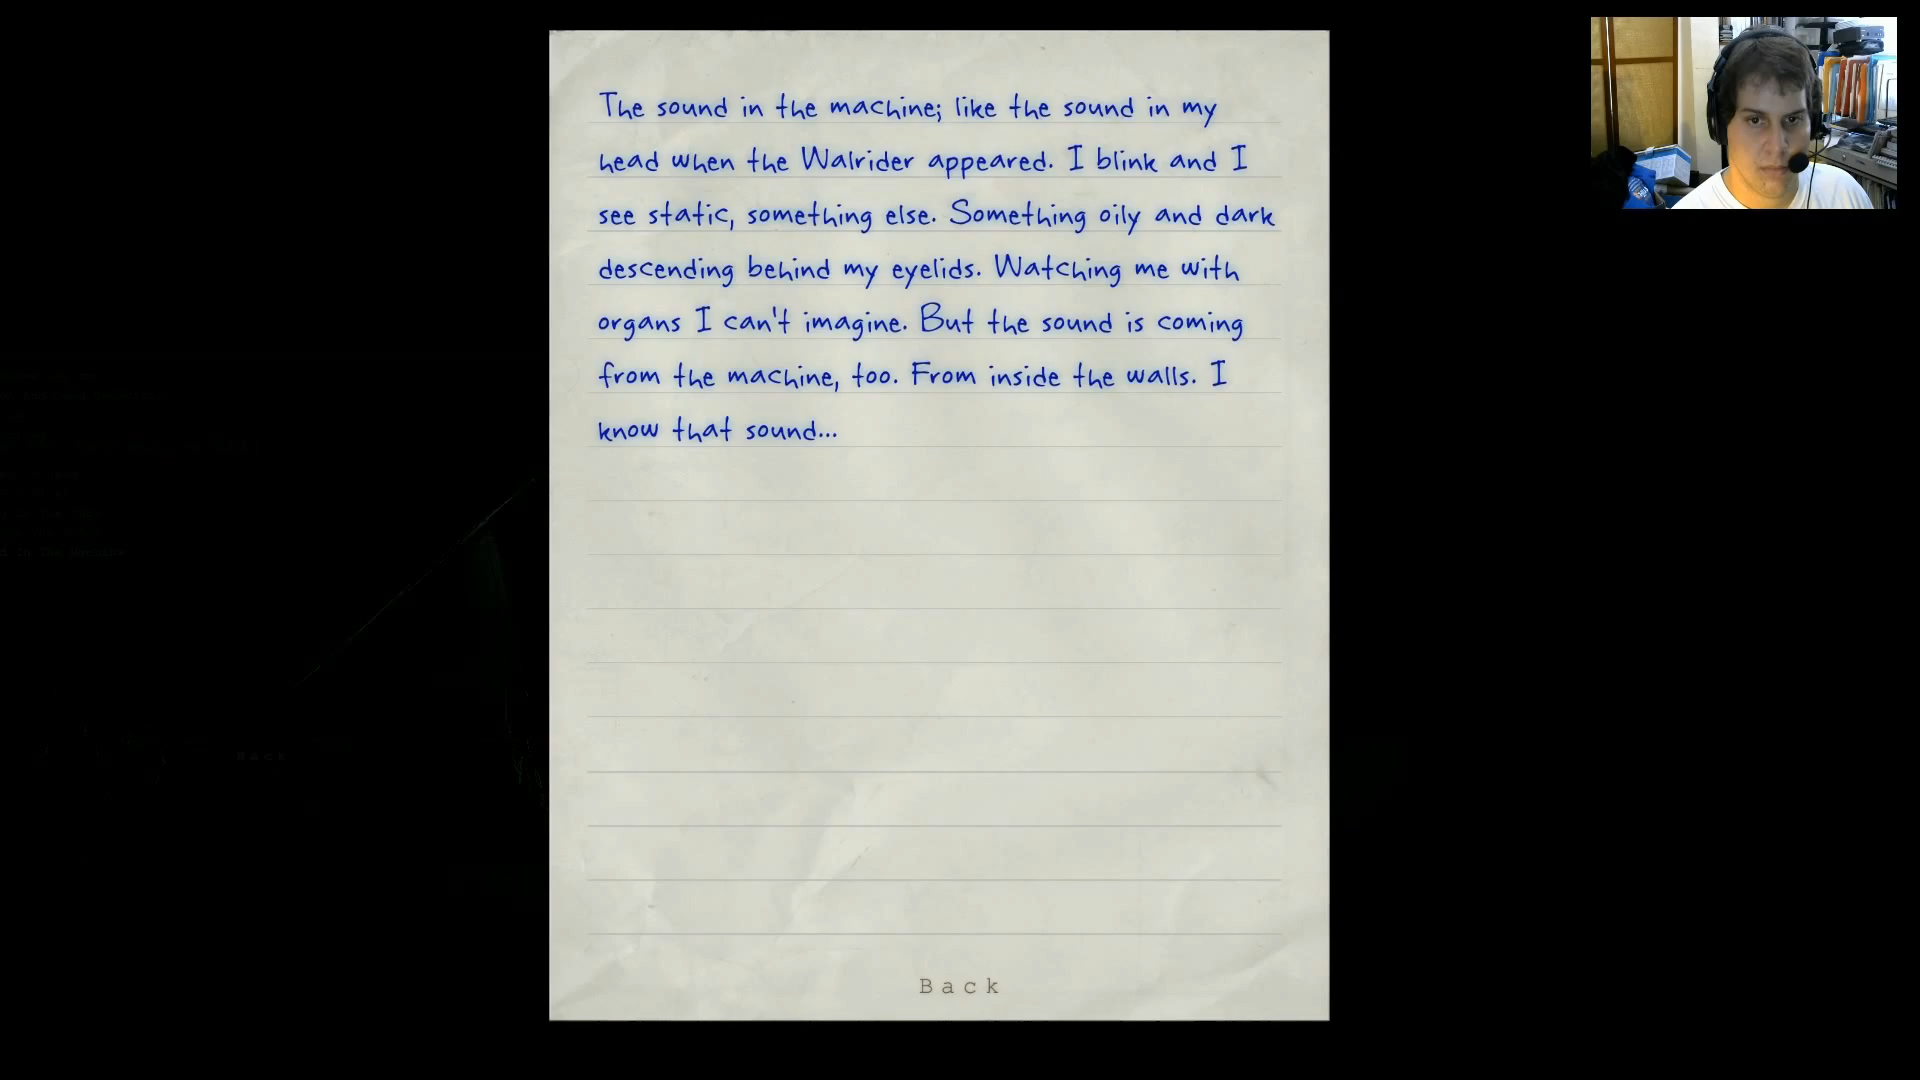 The sound in the machine; like the sound in my
head when the Walrider appeared. I blink and I
see static, something else. Something oily and dark
descending behind my eyelids. Watching me with
organs I can't imagine. But the sound is coming
from the machine, too. From inside the walls. I
know that sound...
Back
Back